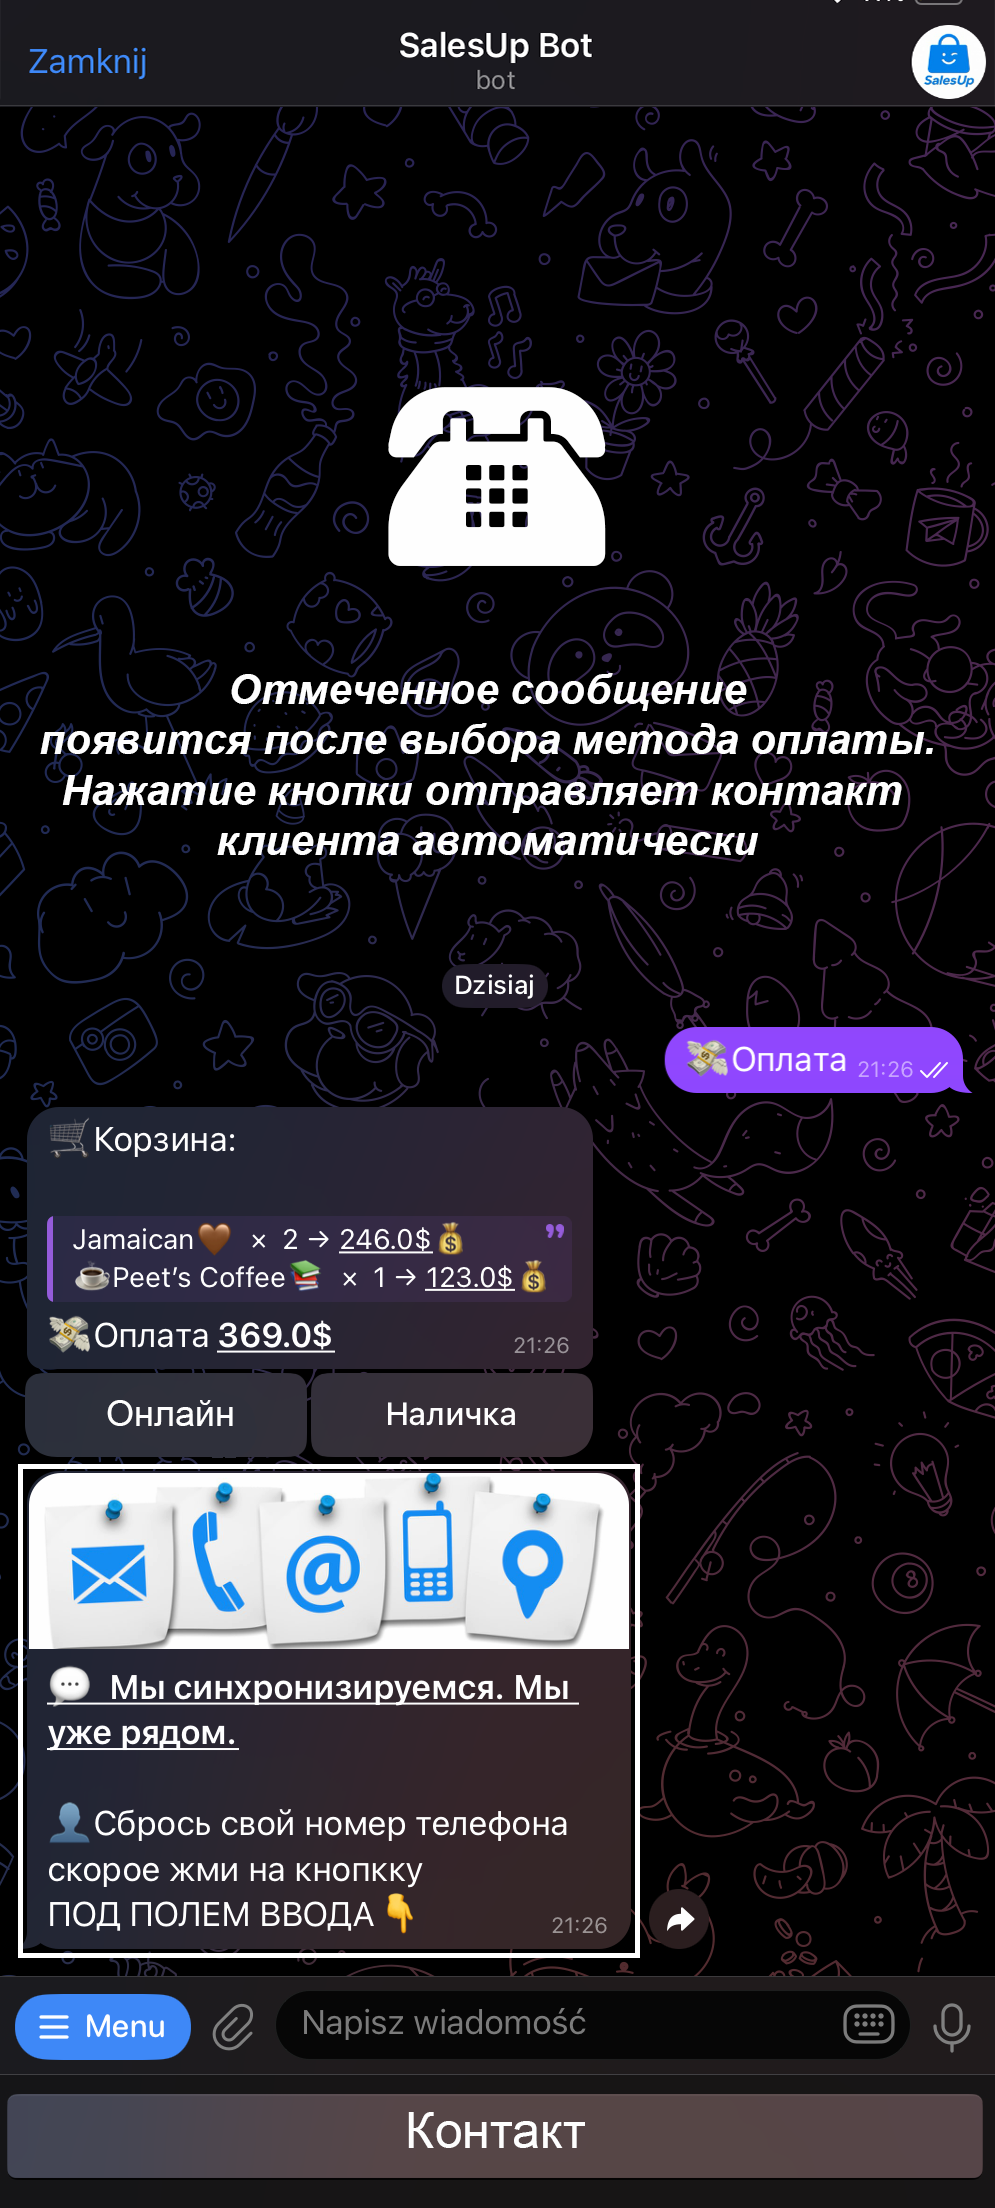 Zamknij
SalesUp Bot
bot
SalesUp
Отмеченное сообщение
появится после выбора метода оплаты.
Нажатие кнопки отправляет контакт
клиента автоматически
Dzisiaj
💸Оплата 21:26
🛒Корзина:
Jamaican🤎 × 2 → 246.0$💰
☕Peet’s Coffee📚 × 1 → 123.0$💰
💸Оплата 369.0$ 21:26
Онлайн Наличка
💬 Мы синхронизируемся. Мы
уже рядом.
👤Сбрось свой номер телефона
скорое жми на кнопкку
ПОД ПОЛЕМ ВВОДА👇 21:26
Menu Napisz wiadomość
Контакт